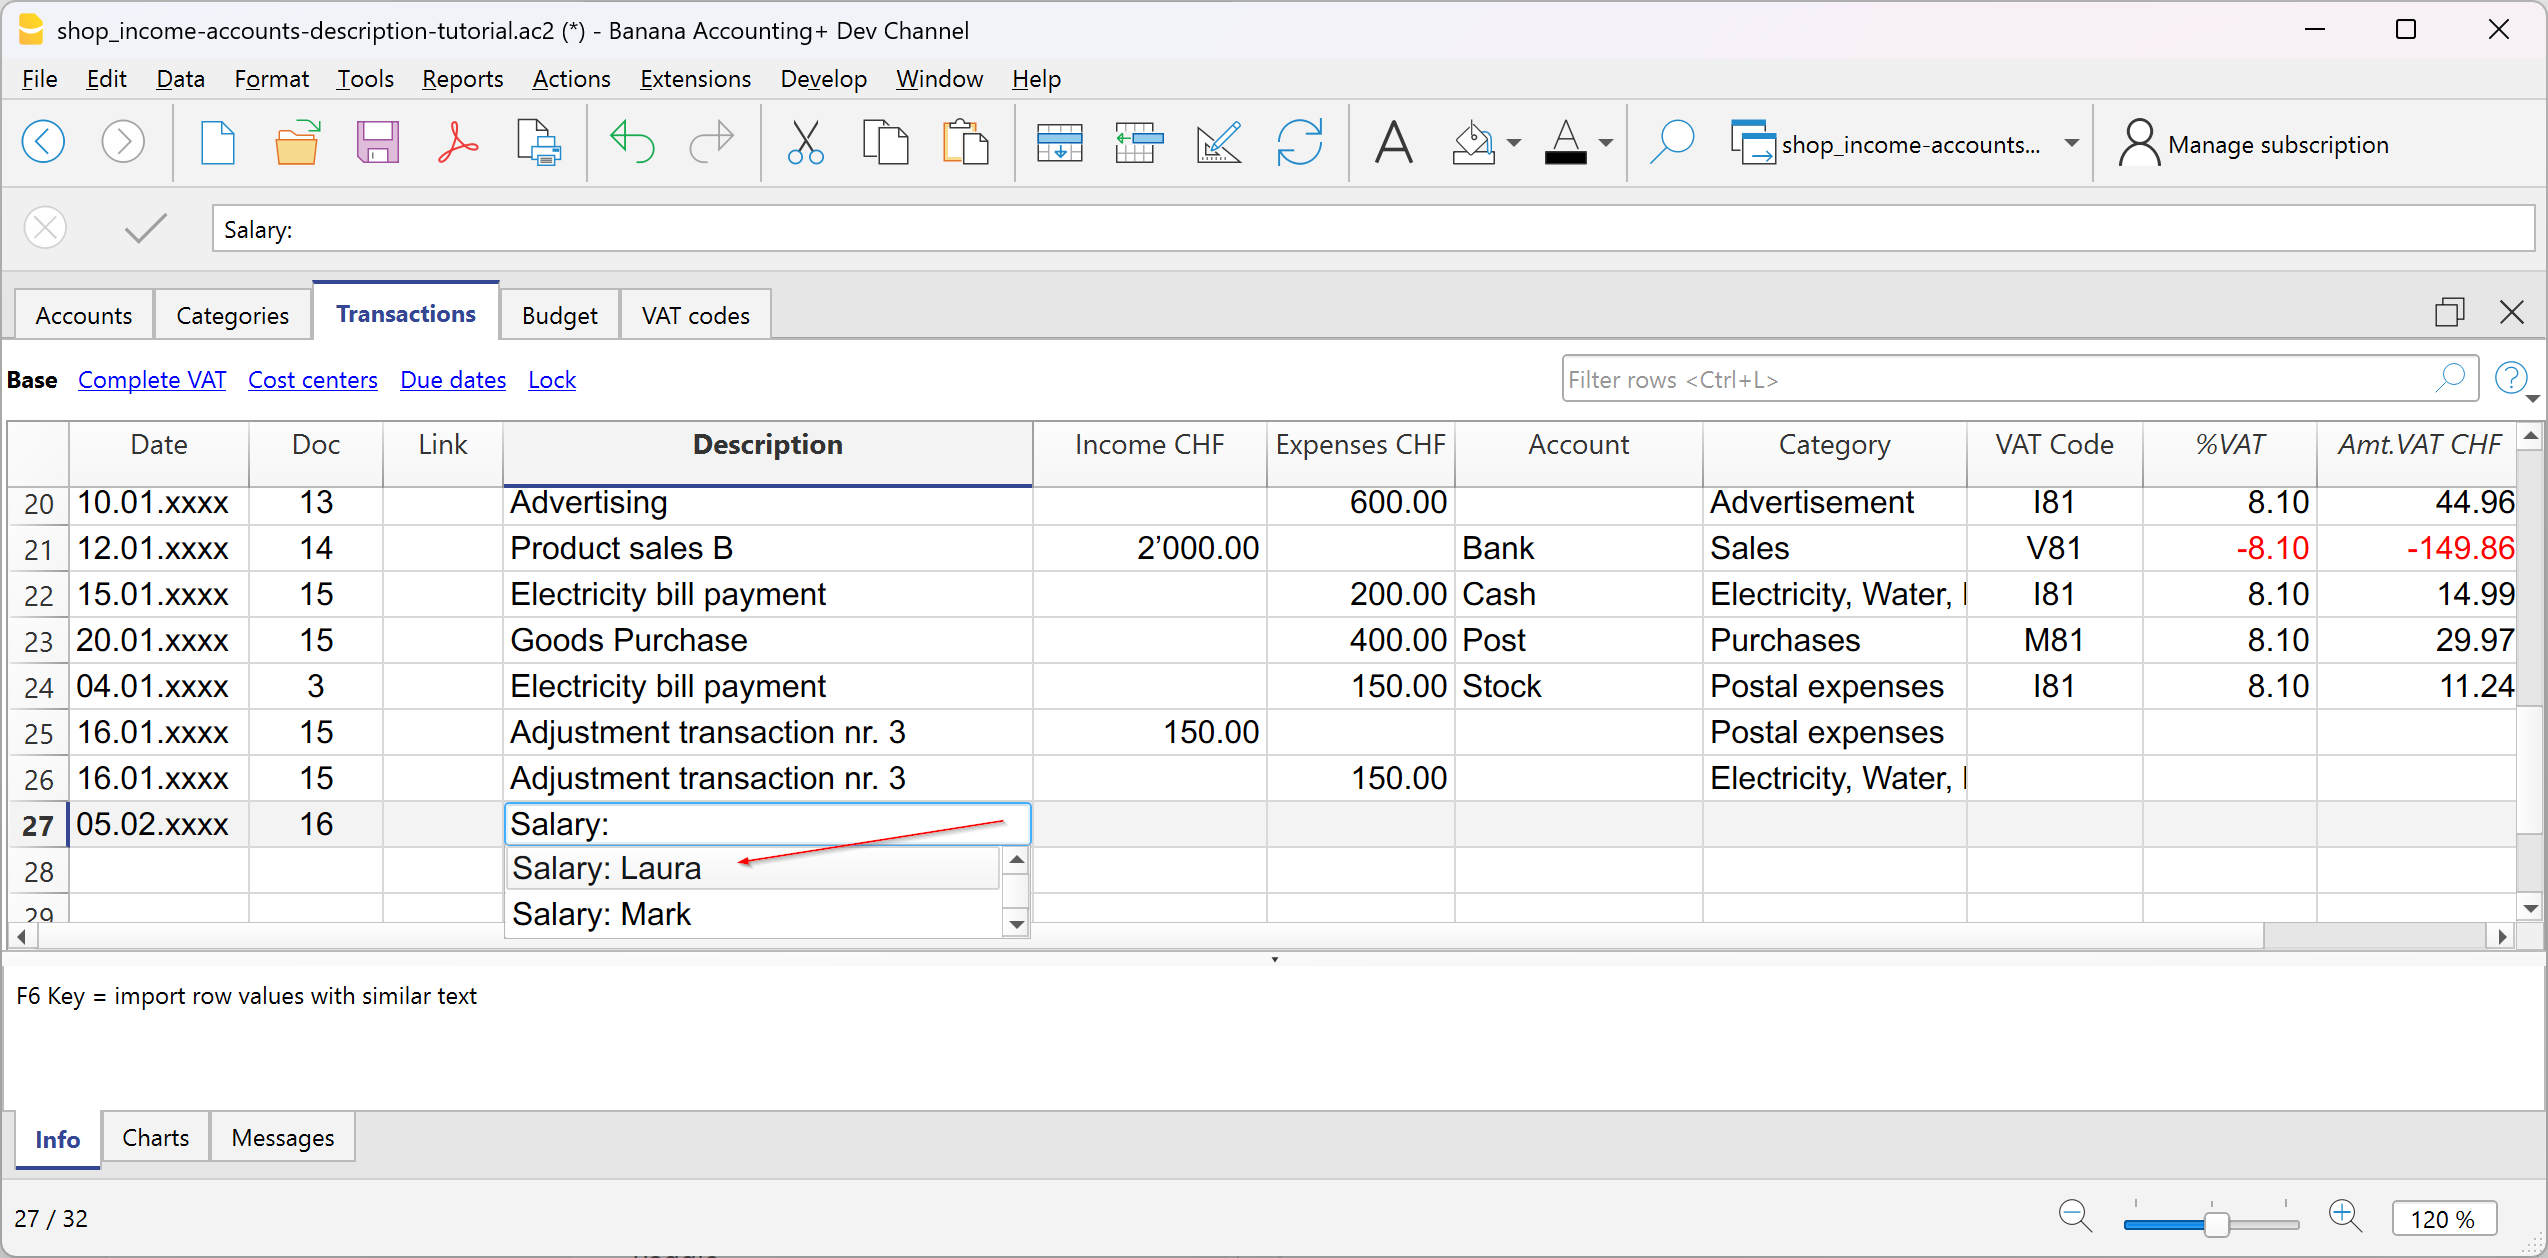 shop_income-accounts-description-tutorial.ac2 (*) - Banana Accounting+ Dev Channel
File Edit Data Format Tools Reports Actions Extensions Develop Window Help
shop_income-accounts... Manage subscription
Salary:
Accounts Categories Transactions Budget VAT codes
Base Complete VAT Cost centers Due dates Lock Filter rows <Ctrl+L>
Date Doc Link Description Income CHF Expenses CHF Account Category VAT Code %VAT Amt.VAT CHF
20 10.01.xxxx 13 Advertising 600.00 Advertisement I81 8.10 44.96
21 12.01.xxxx 14 Product sales B 2’000.00 Bank Sales V81 -8.10 -149.86
22 15.01.xxxx 15 Electricity bill payment 200.00 Cash Electricity, Water, I81 8.10 14.99
23 20.01.xxxx 15 Goods Purchase 400.00 Post Purchases M81 8.10 29.97
24 04.01.xxxx 3 Electricity bill payment 150.00 Stock Postal expenses I81 8.10 11.24
25 16.01.xxxx 15 Adjustment transaction nr. 3 150.00 Postal expenses
26 16.01.xxxx 15 Adjustment transaction nr. 3 150.00 Electricity, Water,
27 05.02.xxxx 16 Salary:
28 Salary: Laura
29 Salary: Mark
F6 Key = import row values with similar text
Info Charts Messages
27 / 32 120 %